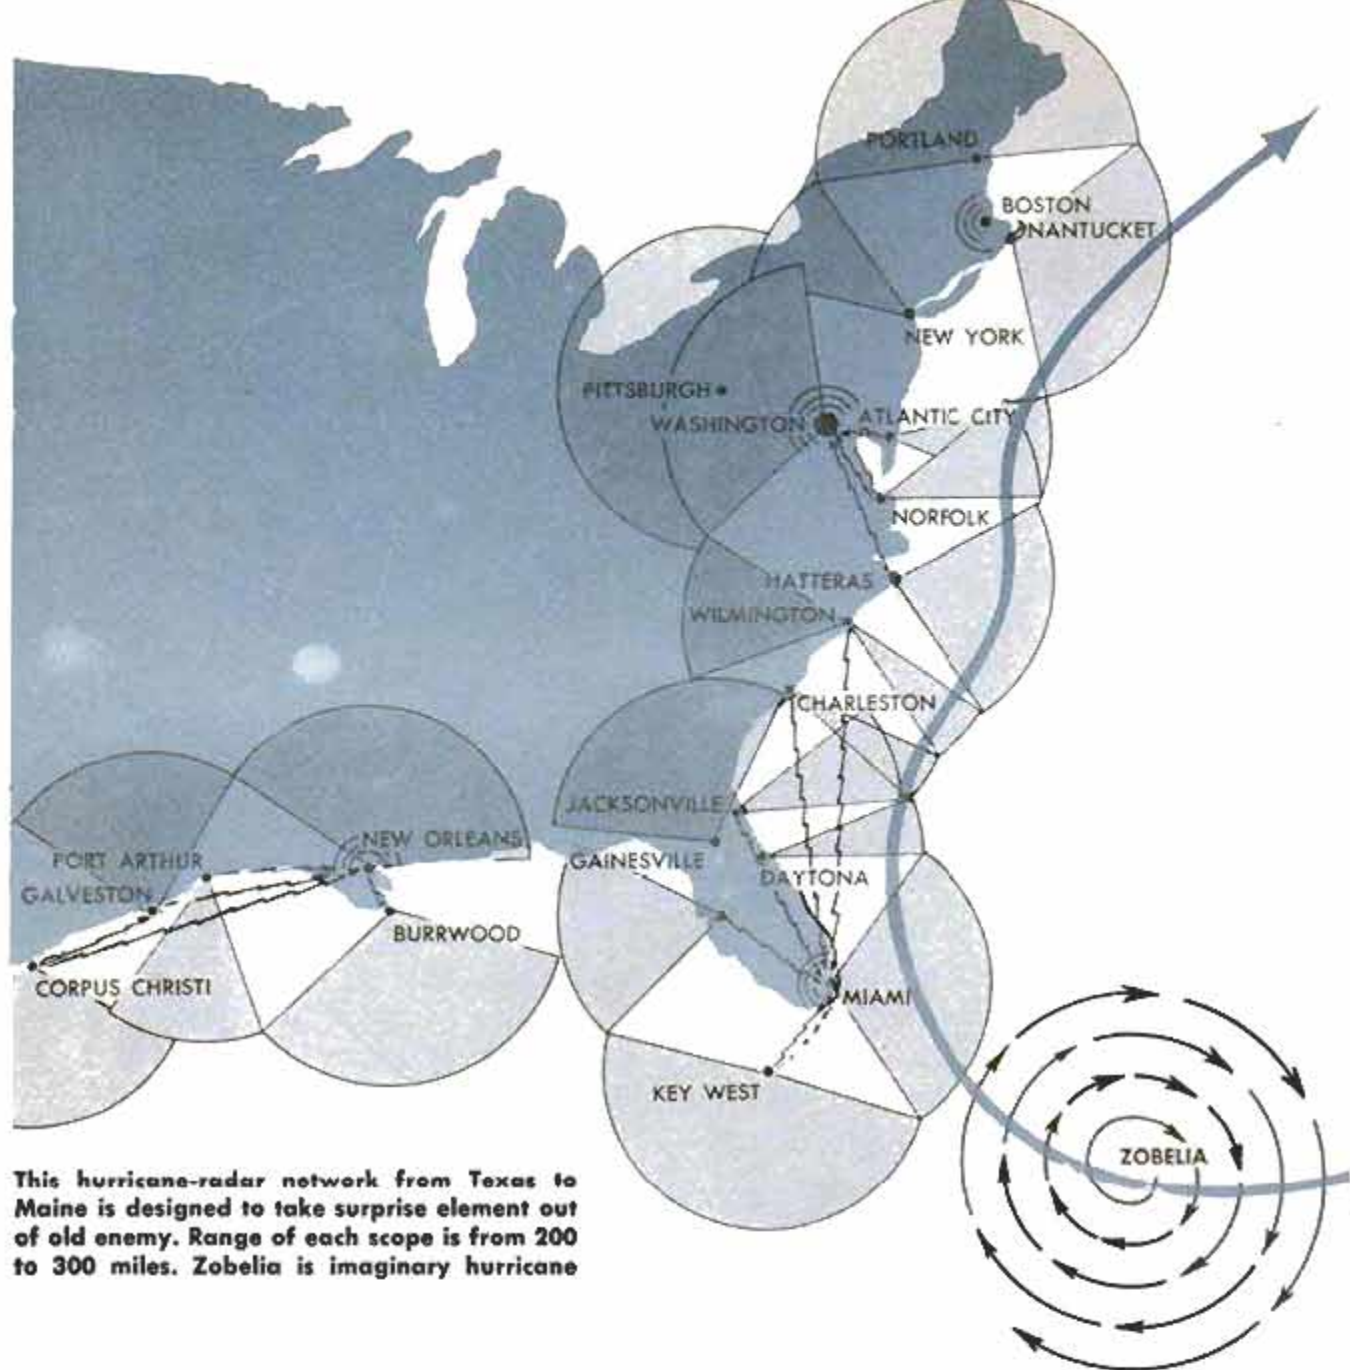 PORTLAND
BOSTON
NANTUCKET
NEW YORK
PITTSBURGH
WASHINGTON
ATLANTIC CITY
NORFOLK
HATTERAS
WILMINGTON
CHARLESTON
JACKSONVILLE
NEW ORLEANS
PORT ARTHUR
GAINESVILLE
DAYTONA
GALVESTON
BURRWOOD
CORPUS CHRISTI
MIAMI
KEY WEST
ZOBELIA
This hurricane-radar network from Texas to
Maine is designed to take surprise element out
of old enemy. Range of each scope is from 200
to 300 miles. Zobelia is imaginary hurricane